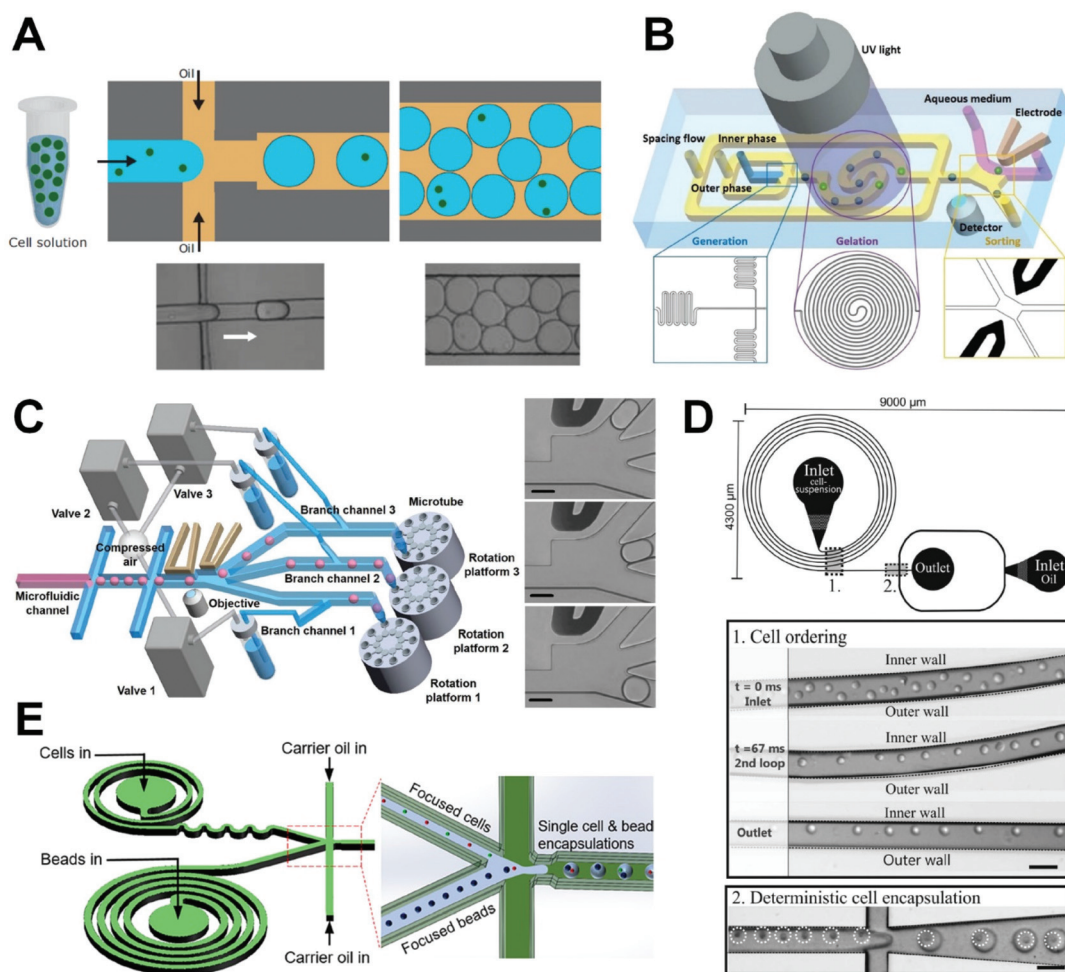 A
Oil
Oil
Cell solution
B
UV light
Aqueous medium
Electrode
Spacing flow
Inner phase
Outer phase
Detector
Generation
Gelation
Sorting
C
Valve 3
Valve 2
Compressed
air
Branch channel 3
Microtube
Branch channel 2
Rotation
platform 3
Microfluidic
channel
Objective
Branch channel 1
Rotation
platform 2
Valve 1
Rotation
platform 1
D
9000 µm
4300 µm
Inlet
cell-
suspension
Outlet
Inlet
Oil
1.
2.
1. Cell ordering
Inner wall
t = 0 ms
Inlet
Outer wall
Inner wall
t =67 ms
2nd loop
Outer wall
Inner wall
Outlet
Outer wall
2. Deterministic cell encapsulation
E
Cells in
Carrier oil in
Beads in
Carrier oil in
Focused cells
Single cell & bead
encapsulations
Focused beads